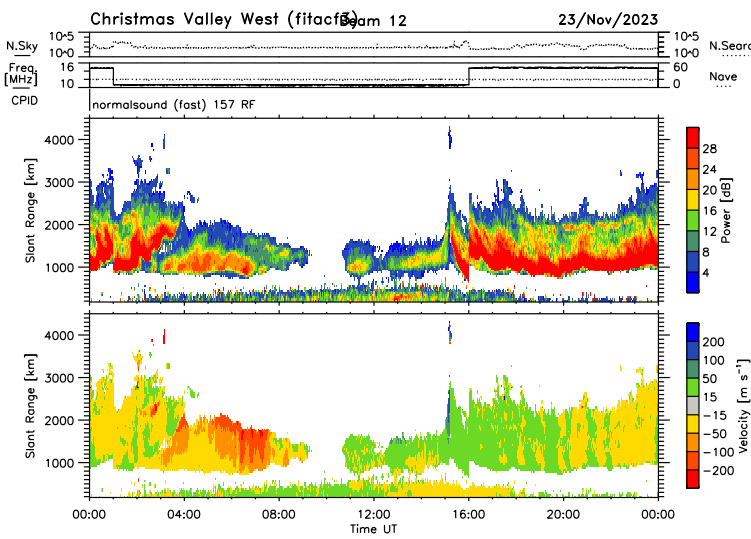 Christmas Valley West (fitacf3) Beam 12 23/Nov/2023
N.Sky 10^5 10^0 10^5 10^0 N.Search
Freq [MHz] 16 10 60 0 Nave
CPID normalsound (fast) 157 RF
Slant Range [km] 4000 3000 2000 1000
Power [dB] 28 24 20 16 12 8 4
Slant Range [km] 4000 3000 2000 1000
Velocity [m s⁻¹] 200 100 50 15 -15 -50 -100 -200
00:00 04:00 08:00 12:00 16:00 20:00 00:00
Time UT